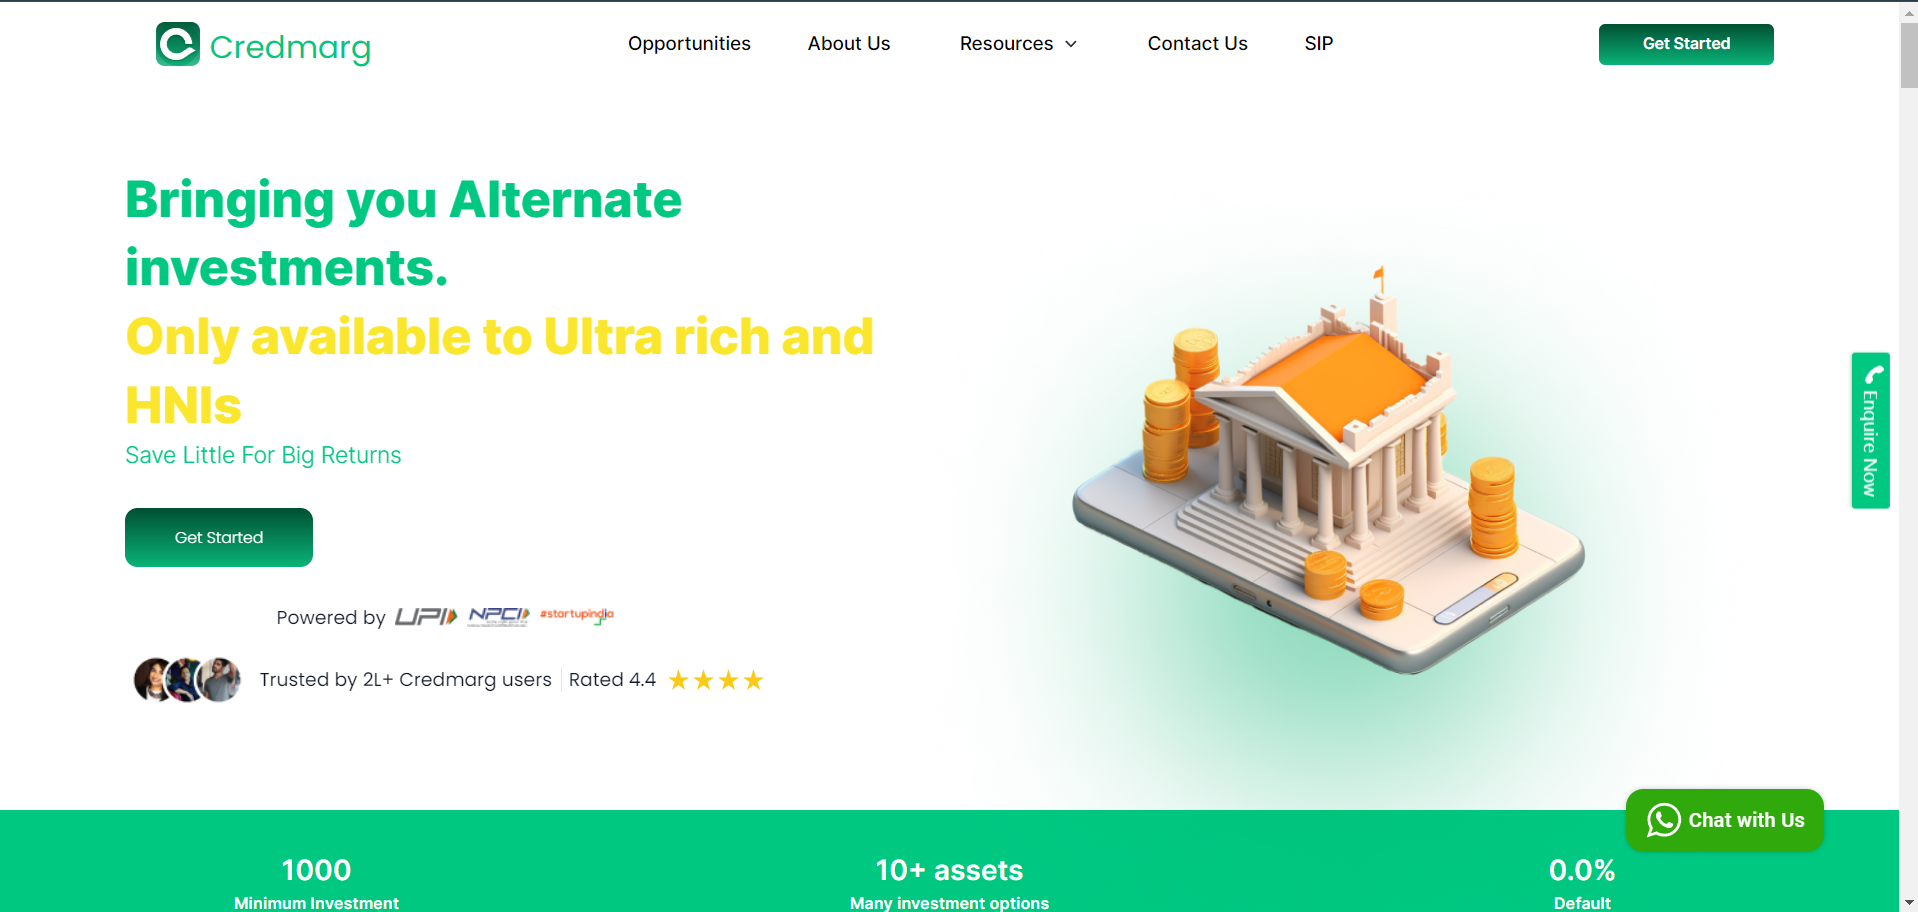 Credmarg
Opportunities
About Us
Resources
Contact Us
SIP
Get Started
Bringing you Alternate
investments.
Only available to Ultra rich and
HNIs
Save Little For Big Returns
Get Started
Powered by UPI NPCI #startupindia
Trusted by 2L+ Credmarg users
Rated 4.4
Enquire Now
Chat with Us
1000
Minimum Investment
10+ assets
Many investment options
0.0%
Default